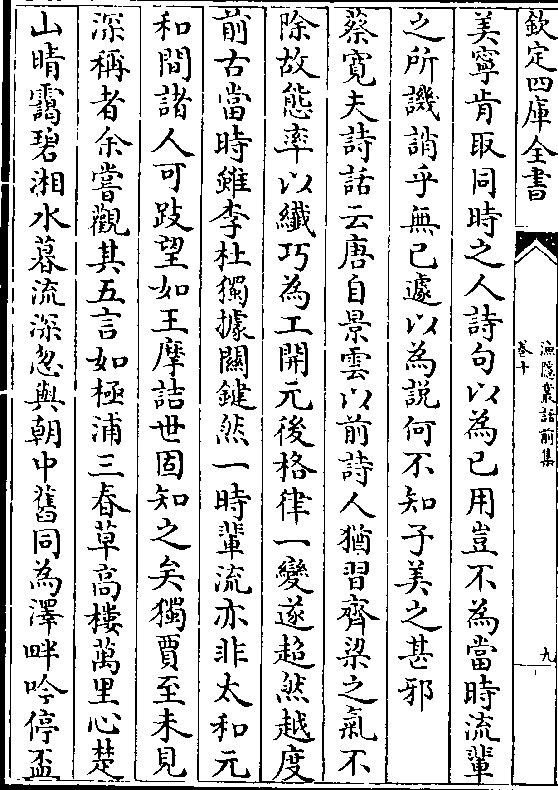 欽定四庫全書
漁隱叢話前集
卷十
九
美寧肯取同時之人詩句以為己用豈不為當時流輩
之所譏誚乎無已遽以為說何不知子美之甚邪
蔡寬夫詩話云唐自景雲以前詩人猶習齊梁之氣不
除故態率以纖巧為工開元後格律一變遂超然越度
前古當時雖李杜獨據關鍵然一時輩流亦非太和元
和間諸人可跂望如王摩詰世固知之矣獨賈至未見
深稱者余嘗觀其五言如極浦三春草高樓萬里心楚
山晴靄碧湘水暮流深忽與朝中舊同為澤畔吟停盃